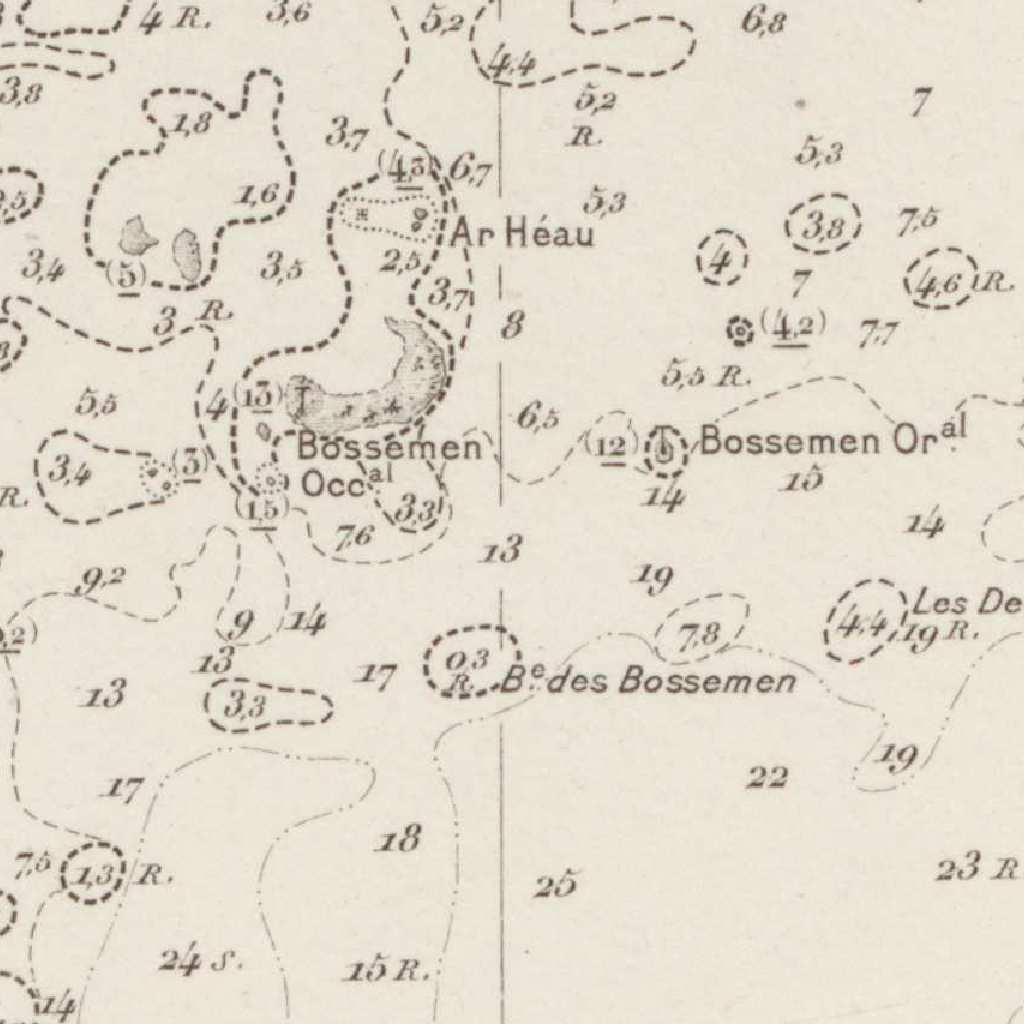 4 R.
3,6
5,2
6,8
4,4
3,8
5,2
R.
7
1,8
3,7
5,3
(4,3)
6,7
1,6
5,3
3,8
7,5
Ar Héau
3,4
(5)
3,5
2,5
4
7
4,6 R.
3,7
3
R.
8
(4,2)
7,7
5,5 R.
5,5
4
(13)
T
6,5
(12)
T
Bossemen Or.al
3,4
(3)
Bossemen
Occ.al
15
R.
14
(1,5)
3,3
14
7,6
13
9,2
19
9
14
4,4
Les De
19 R.
7,8
13
0,3
R.
Be des Bossemen
17
13
3,3
19
17
22
18
7,5
1,3 R.
25
23 R
24 S.
15 R.
14